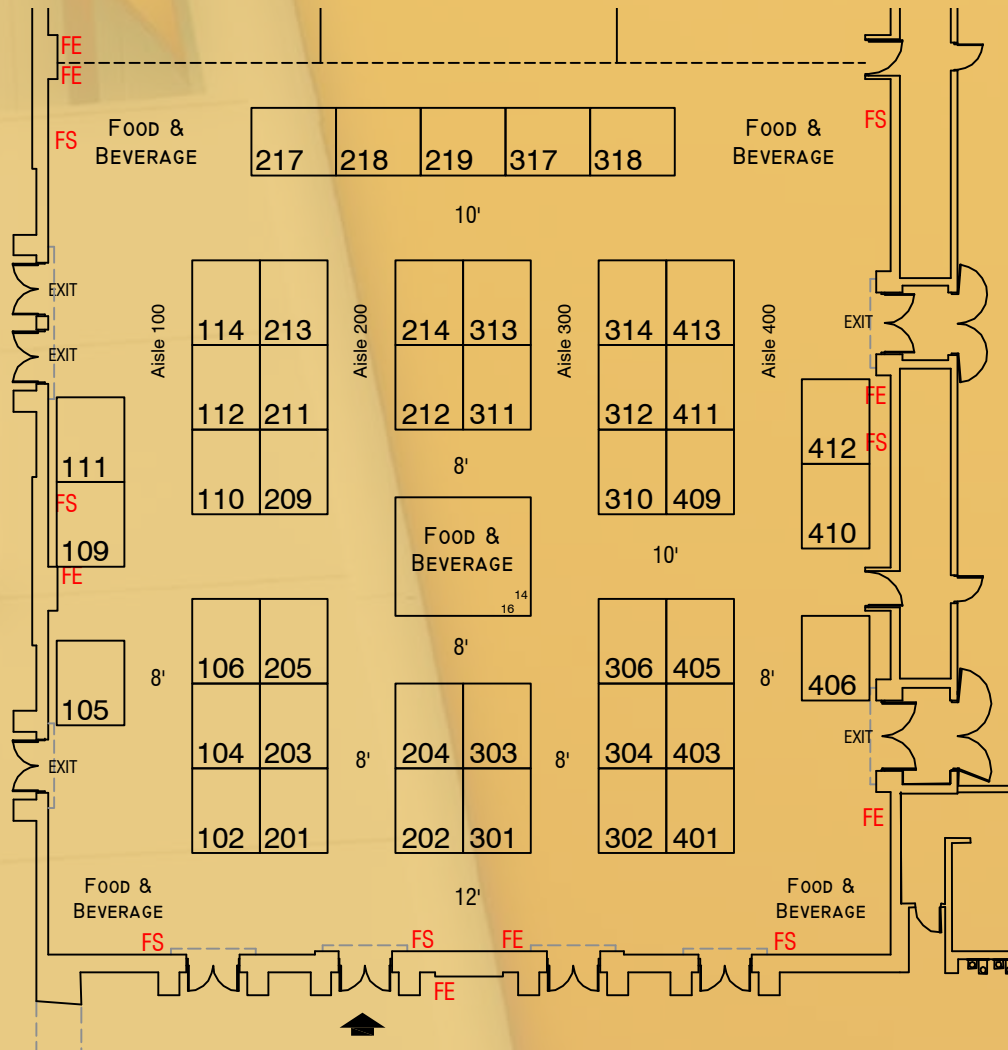 FE
FE
FS
FOOD &
BEVERAGE
217 218 219 317 318
FOOD &
BEVERAGE
FS
10'
EXIT
EXIT
Aisle 100
114 213
112 211
110 209
Aisle 200
214 313
212 311
Aisle 300
314 413
312 411
310 409
Aisle 400
EXIT
FE
FS
412
410
111
FS
109
FE
8'
FOOD &
BEVERAGE
14
16
10'
8'
105
8'
106 205
104 203
102 201
8'
204 303
202 301
8'
306 405
304 403
302 401
8'
406
EXIT
EXIT
FE
12'
FOOD &
BEVERAGE
FOOD &
BEVERAGE
FS
FS
FE
FS
FE